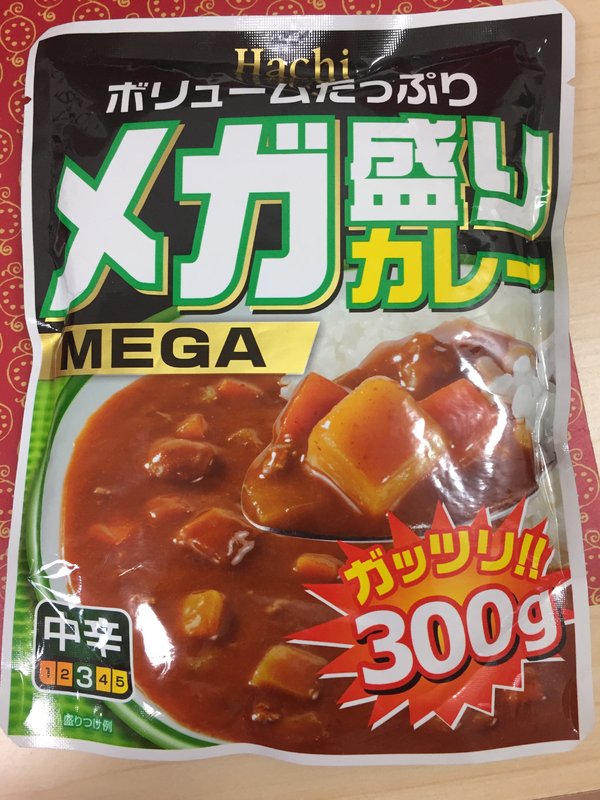 Hachi
ボリュームたっぷり
メガ盛り
カレー
MEGA
ガッツリ!!
300g
中辛
1 2 3 4 5
盛りつけ例